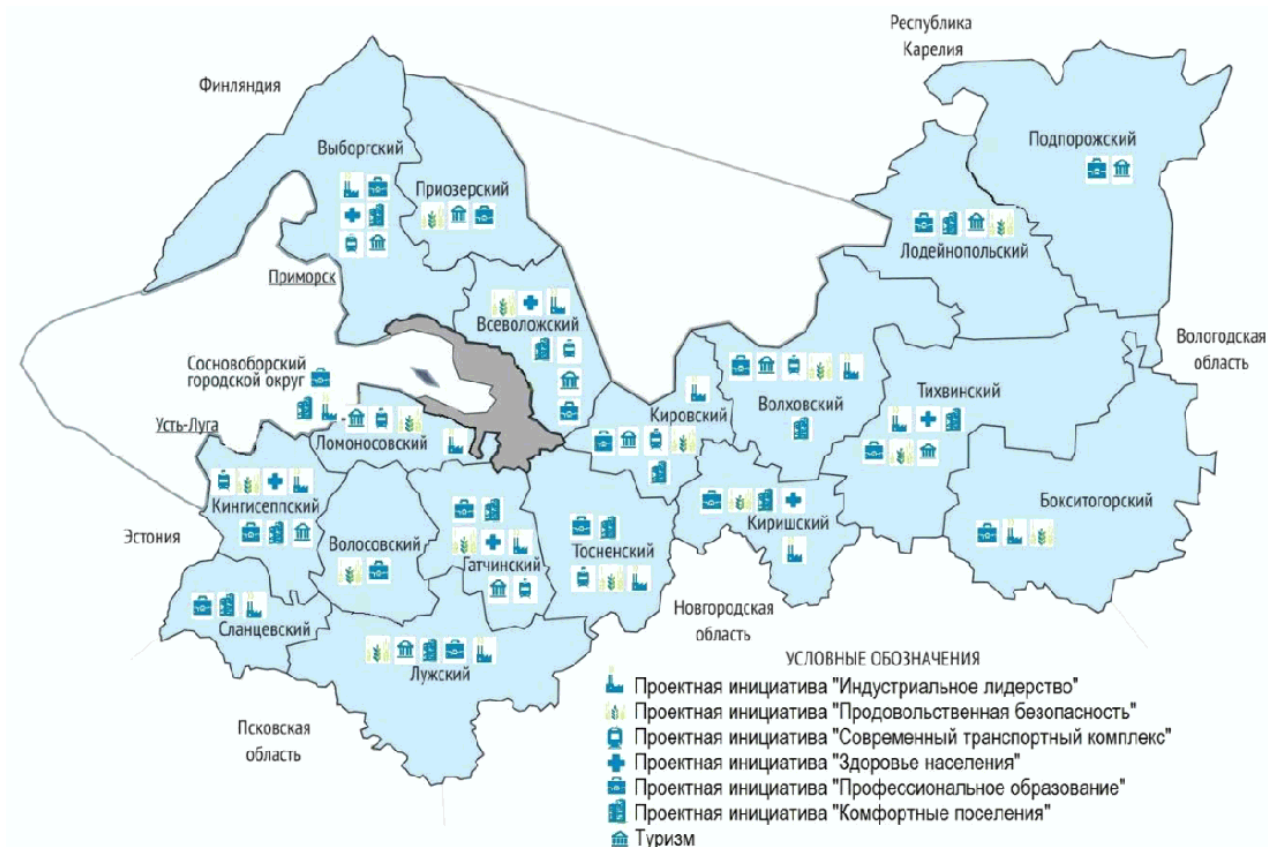 Республика
Карелия
Финляндия
Выборгский
Подпорожский
Приозерский
Лодейнопольский
Приморск
Всеволожский
Вологодская
область
Сосновоборский
городской округ
Тихвинский
Волховский
Кировский
Усть-Луга
Ломоносовский
Кингисеппский
Бокситогорский
Киришский
Эстония
Волосовский
Гатчинский
Тосненский
Новгородская
область
Сланцевский
Лужский
Псковская
область
УСЛОВНЫЕ ОБОЗНАЧЕНИЯ
Проектная инициатива "Индустриальное лидерство"
Проектная инициатива "Продовольственная безопасность"
Проектная инициатива "Современный транспортный комплекс"
Проектная инициатива "Здоровье населения"
Проектная инициатива "Профессиональное образование"
Проектная инициатива "Комфортные поселения"
Туризм